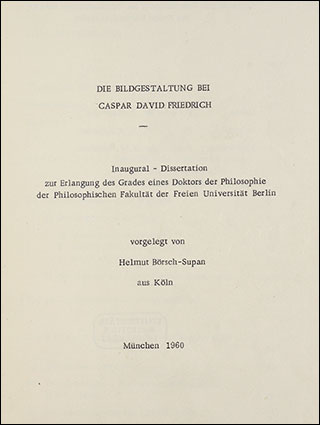 DIE BILDGESTALTUNG BEI
CASPAR DAVID FRIEDRICH
—
Inaugural - Dissertation
zur Erlangung des Grades eines Doktors der Philosophie
der Philosophischen Fakultät der Freien Universität Berlin
vorgelegt von
Helmut Börsch-Supan
aus Köln
München 1960